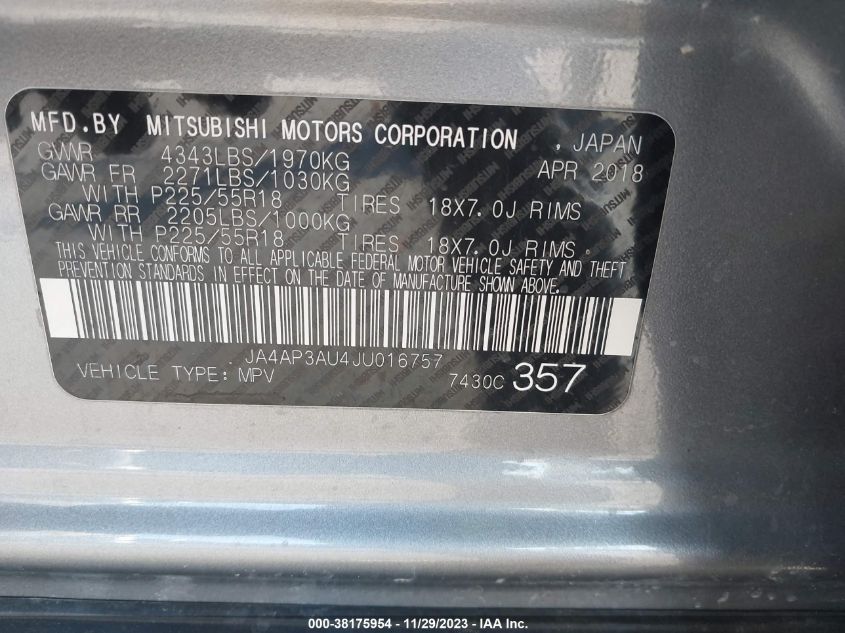 MFD.BY MITSUBISHI MOTORS CORPORATION , JAPAN
GVWR 4343LBS/1970KG APR 2018
GAWR FR 2271LBS/1030KG
WITH P225/55R18 TIRES 18X7.0J RIMS
GAWR RR 2205LBS/1000KG
WITH P225/55R18 TIRES 18X7.0J RIMS
THIS VEHICLE CONFORMS TO ALL APPLICABLE FEDERAL MOTOR VEHICLE SAFETY AND THEFT
PREVENTION STANDARDS IN EFFECT ON THE DATE OF MANUFACTURE SHOWN ABOVE.
JA4AP3AU4JU016757
VEHICLE TYPE: MPV 7430C 357
000-38175954 - 11/29/2023 - IAA Inc.